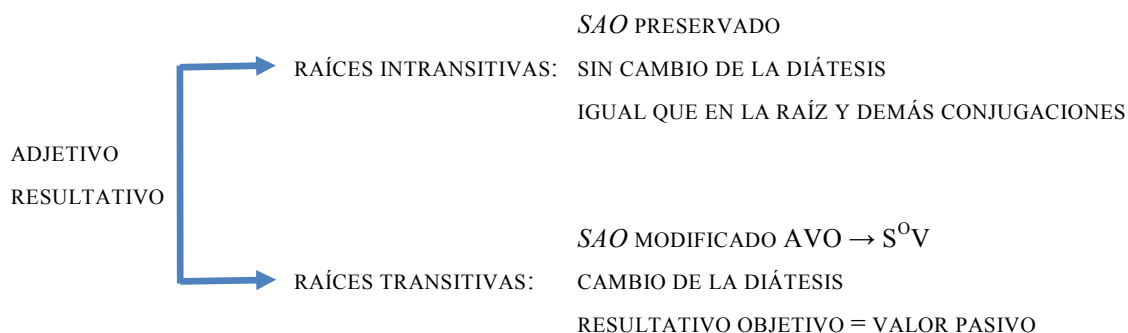 ADJETIVO
RESULTATIVO
SAO PRESERVADO
RAÍCES INTRANSITIVAS: SIN CAMBIO DE LA DIÁTESIS
IGUAL QUE EN LA RAÍZ Y DEMÁS CONJUGACIONES
SAO MODIFICADO AVO → SᴼV
RAÍCES TRANSITIVAS: CAMBIO DE LA DIÁTESIS
RESULTATIVO OBJETIVO = VALOR PASIVO